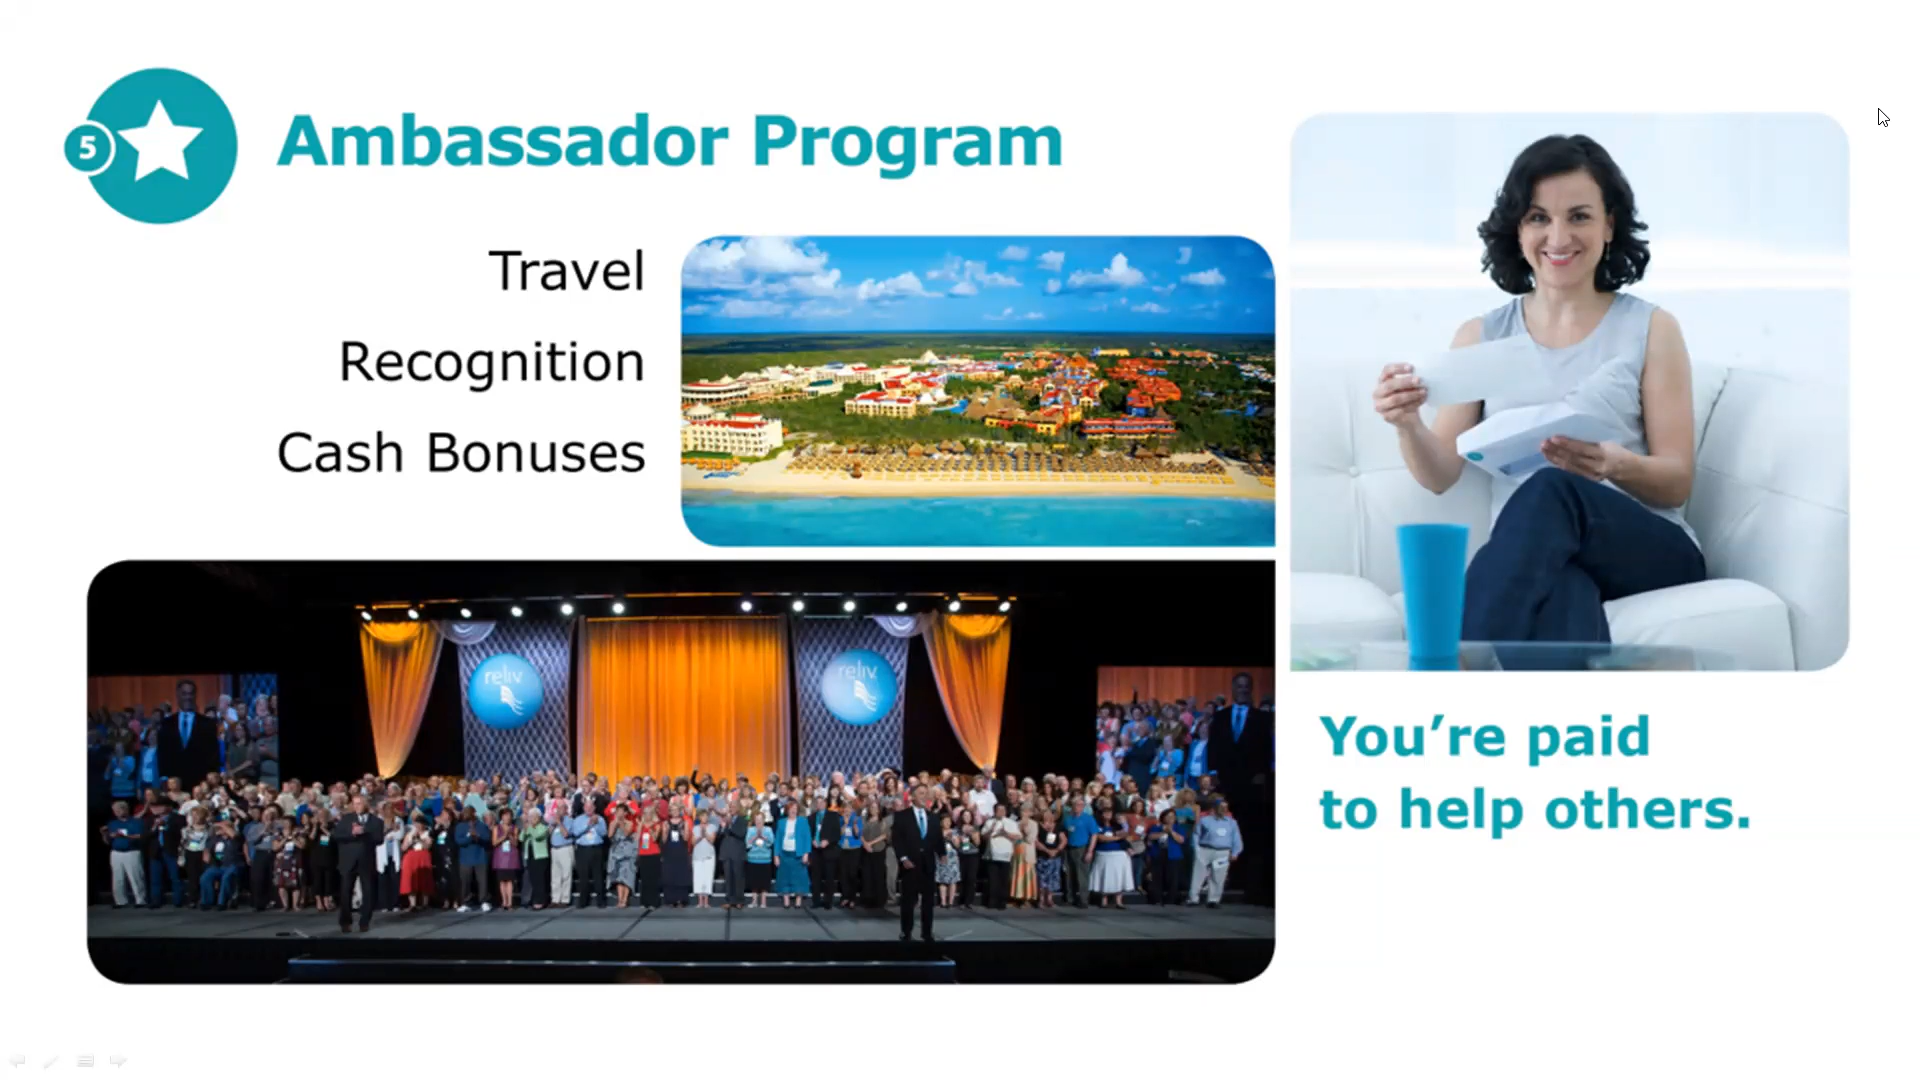 5
Ambassador Program
Travel
Recognition
Cash Bonuses
reliv
reliv
You’re paid
to help others.